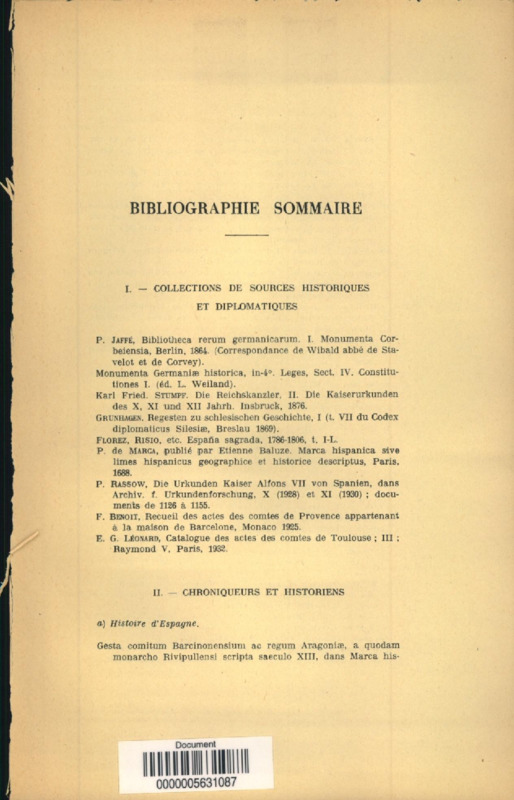 BIBLIOGRAPHIE SOMMAIRE
I. — COLLECTIONS DE SOURCES HISTORIQUES
ET DIPLOMATIQUES
P. JAFFÉ, Bibliotheca rerum germanicarum. I. Monumenta Cor-
beiensia, Berlin, 1864. (Correspondance de Wibald abbé de Sta-
velot et de Corvey).
Monumenta Germaniæ historica, in-4°. Leges, Sect. IV. Constitu-
tiones I. (éd. L. Weiland).
Karl Fried. STUMPF. Die Reichskanzler, II. Die Kaiserurkunden
des X, XI und XII Jahrh. Insbruck, 1876.
GRUNHAGEN, Regesten zu schlesischen Geschichte, I (t. VII du Codex
diplomaticus Silesiæ, Breslau 1869).
FLOREZ, RISIO, etc. España sagrada, 1786-1806, t. I-L.
P. de MARCA, publié par Etienne Baluze. Marca hispanica sive
limes hispanicus geographice et historice descriptus, Paris,
1688.
P. RASSOW, Die Urkunden Kaiser Alfons VII von Spanien, dans
Archiv. f. Urkundenforschung, X (1928) et XI (1930) ; docu-
ments de 1126 à 1155.
F. BENOIT, Recueil des actes des comtes de Provence appartenant
à la maison de Barcelone, Monaco 1925.
E. G. LÉONARD, Catalogue des actes des comtes de Toulouse ; III ;
Raymond V, Paris, 1932.
II. — CHRONIQUEURS ET HISTORIENS
a) Histoire d'Espagne.
Gesta comitum Barcinonensium ac regum Aragoniæ, a quodam
monarcho Rivipullensi scripta saeculo XIII, dans Marca his-
Document
0000005631087